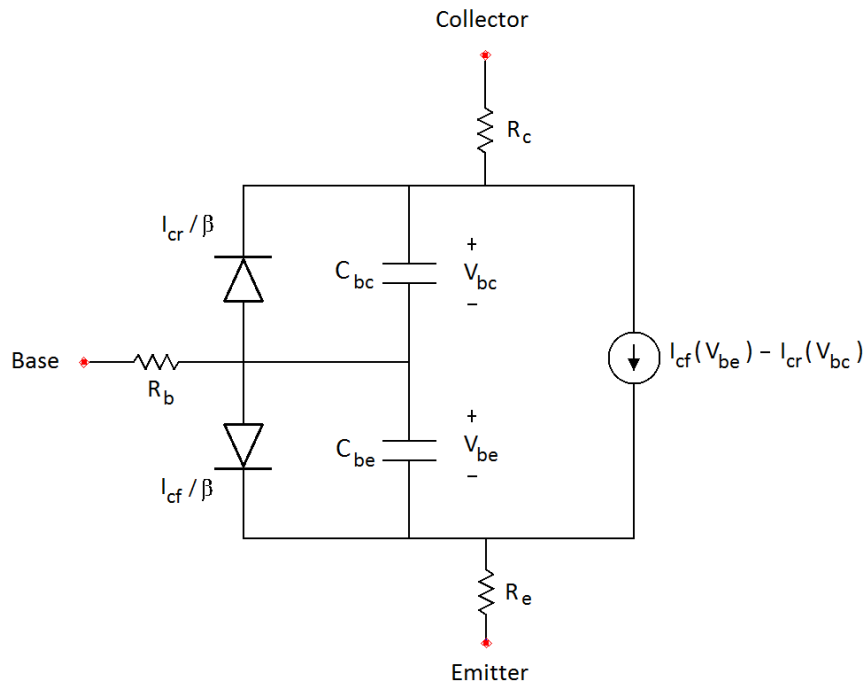 Collector
R_c
I_cr / β
C_bc
+
V_bc
−
Base
R_b
I_cf(V_be) − I_cr(V_bc)
+
C_be
V_be
−
I_cf / β
R_e
Emitter